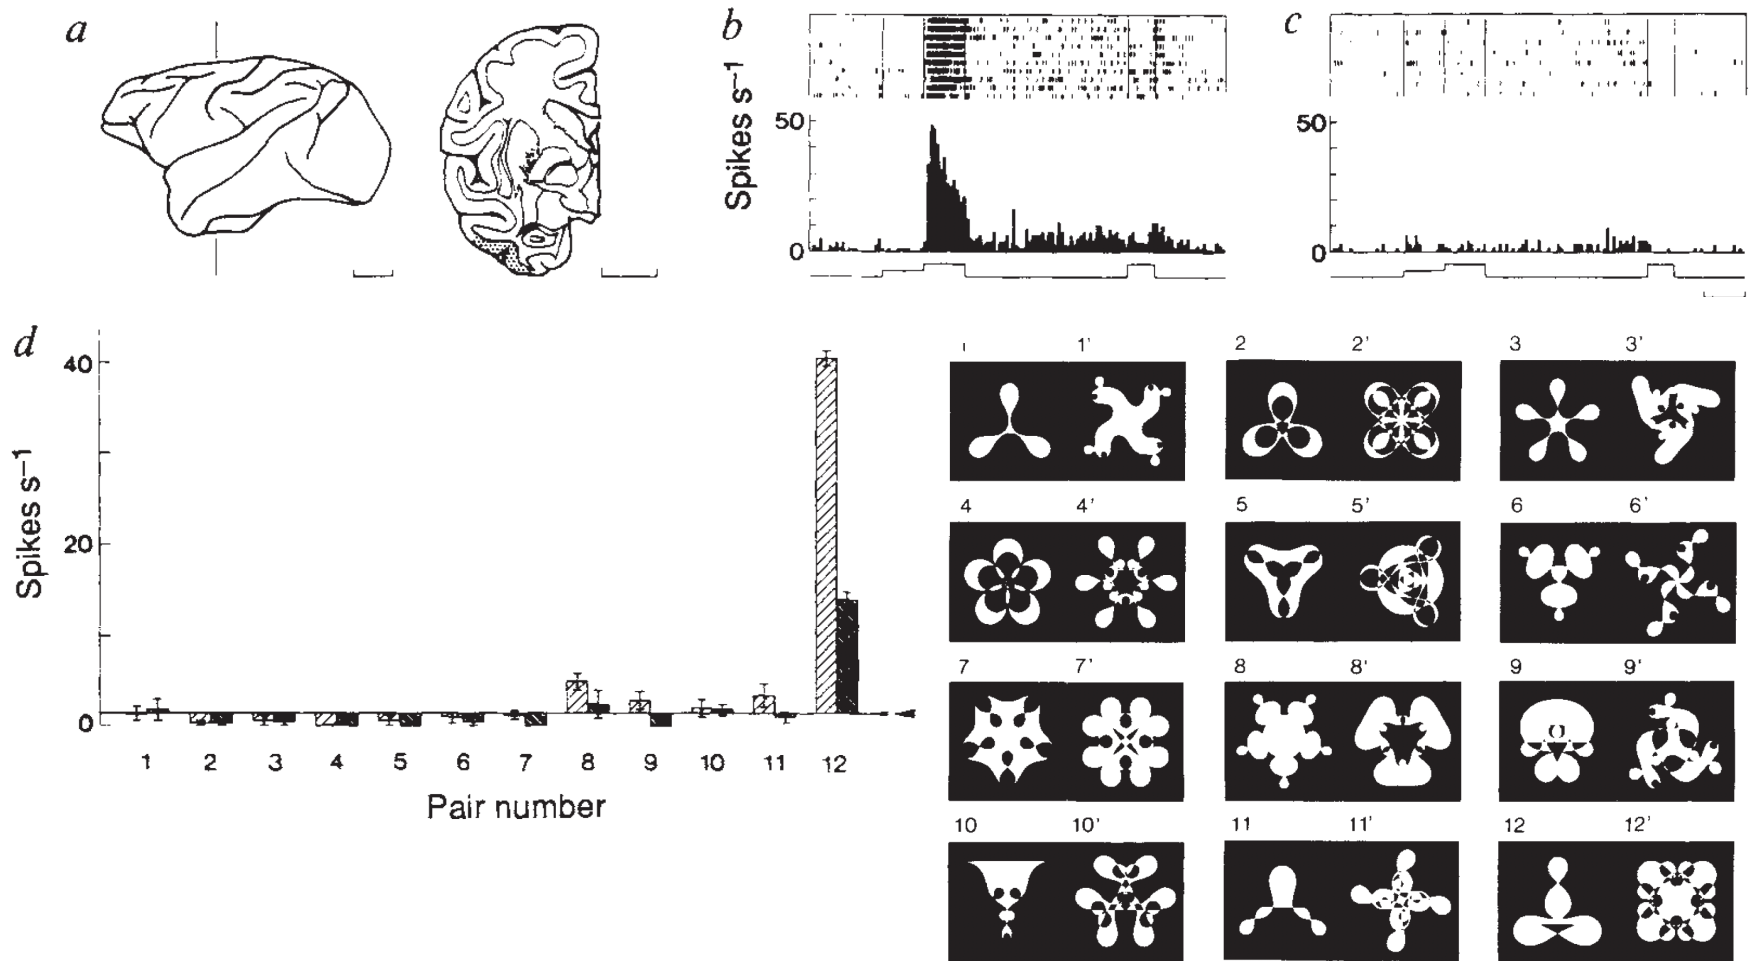 a
b
c
Spikes s⁻¹
50
0
50
0
d
Spikes s⁻¹
40
20
0
1 2 3 4 5 6 7 8 9 10 11 12
Pair number
1 1' 2 2' 3 3'
4 4' 5 5' 6 6'
7 7' 8 8' 9 9'
10 10' 11 11' 12 12'